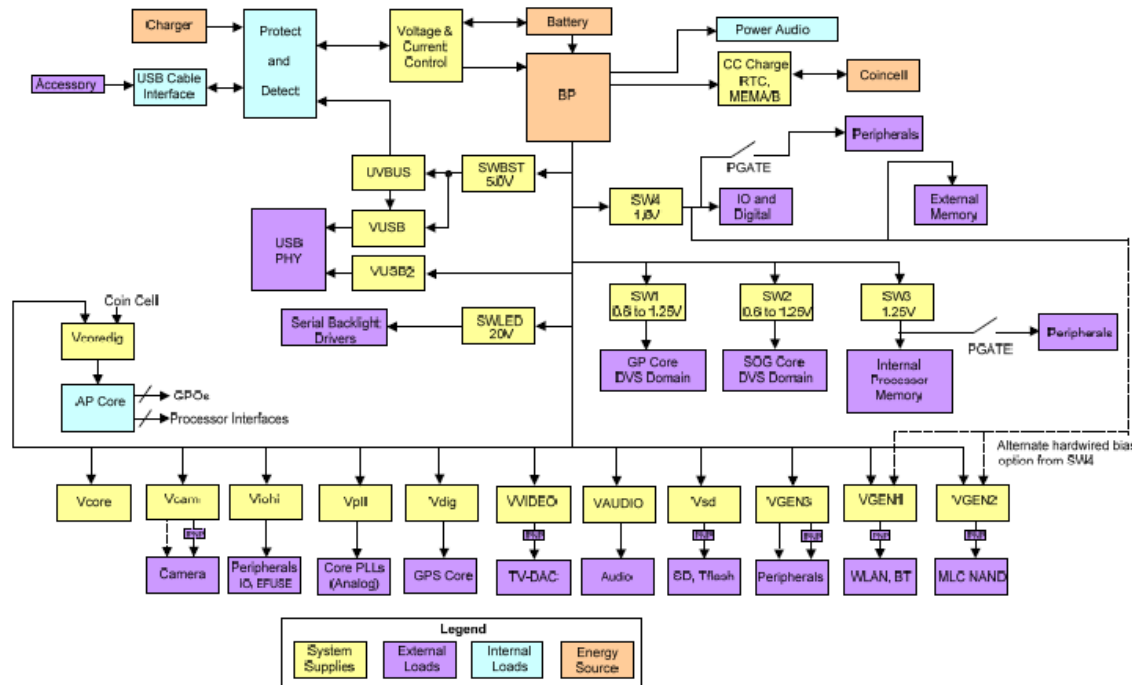 Charger
Protect
and
Detect
Voltage &
Current
Control
Battery
Power Audio
Accessory
USB Cable
Interface
BP
CC Charge
RTC,
MEMA/B
Coincell
Peripherals
PGATE
UVBUS
SWBST
5.0V
SW4
IO and
Digital
External
Memory
VUSB
USB
PHY
VUSB2
SW1
0.6 to 1.25V
SW2
0.6 to 1.25V
SW3
1.25V
Coin Cell
Serial Backlight
Drivers
SWLED
20V
Peripherals
PGATE
Vcoredig
GP Core
DVS Domain
SOG Core
DVS Domain
Internal
Processor
Memory
AP Core
GPOs
Processor Interfaces
Alternate hardwired bias
option from SW4
Vcore
Vcam
Viohi
Vpll
Vdig
VVIDEO
VAUDIO
Vsd
VGEN3
VGEN1
VGEN2
PNP
PNP
PNP
PNP
PNP
PNP
Camera
Peripherals
IO, EFUSE
Core PLLs
(Analog)
GPS Core
TV-DAC
Audio
SD, Tflash
Peripherals
WLAN, BT
MLC NAND
Legend
System
Supplies
External
Loads
Internal
Loads
Energy
Source